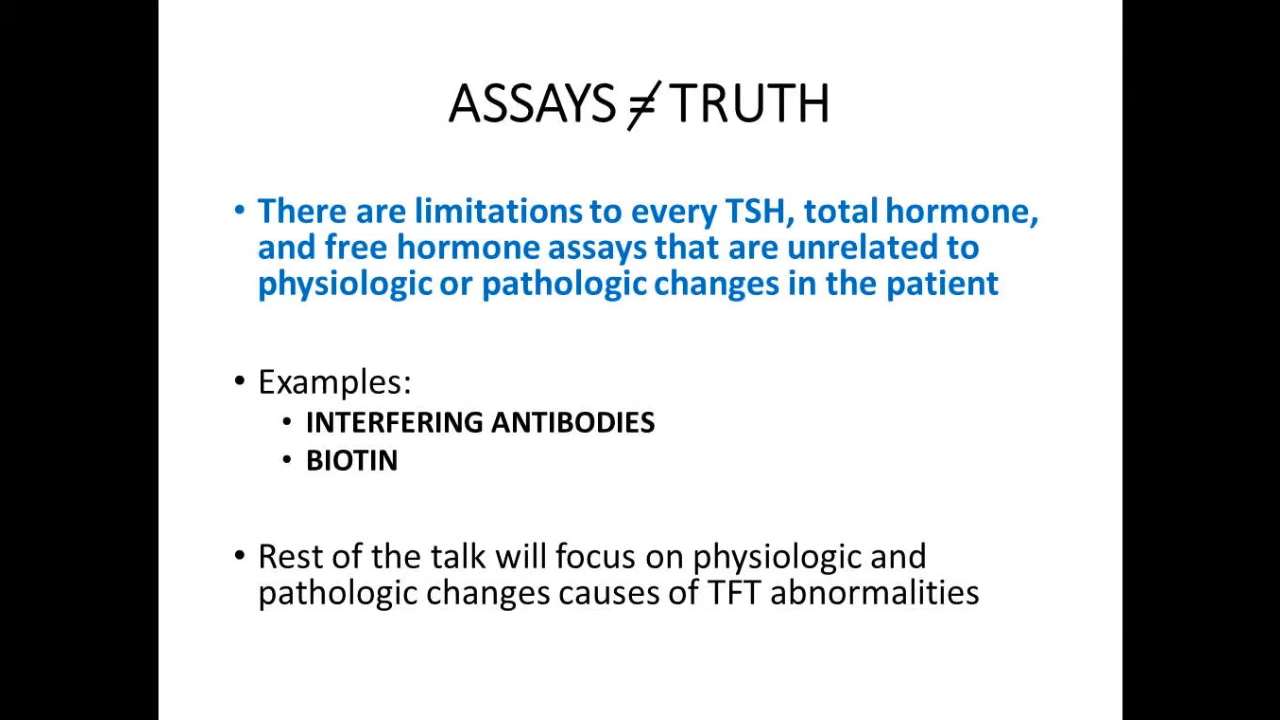 ASSAYS ≠ TRUTH
• There are limitations to every TSH, total hormone,
and free hormone assays that are unrelated to
physiologic or pathologic changes in the patient
• Examples:
• INTERFERING ANTIBODIES
• BIOTIN
• Rest of the talk will focus on physiologic and
pathologic changes causes of TFT abnormalities